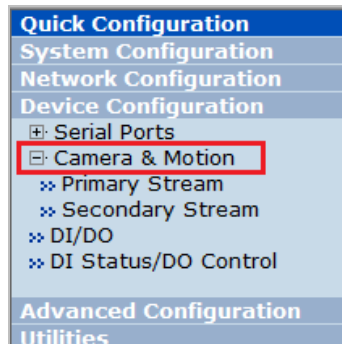 Quick Configuration
System Configuration
Network Configuration
Device Configuration
Serial Ports
Camera & Motion
Primary Stream
Secondary Stream
DI/DO
DI Status/DO Control
Advanced Configuration
Utilities